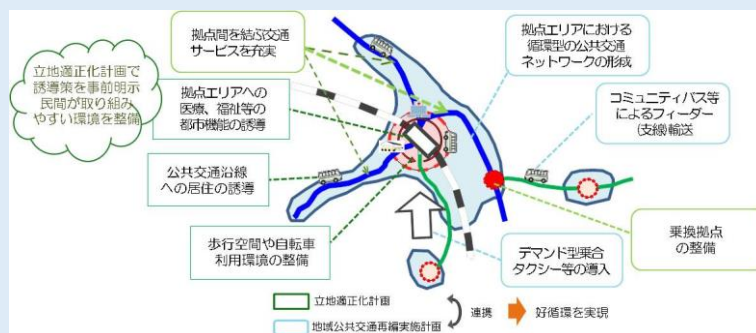 立地適正化計画で
誘導策を事前明示
民間が取り組み
やすい環境を整備
拠点間を結ぶ交通
サービスを充実
拠点エリアへの
医療、福祉等の
都市機能の誘導
公共交通沿線
への居住の誘導
歩行空間や自転車
利用環境の整備
拠点エリアにおける
循環型の公共交通
ネットワークの形成
コミュニティバス等
によるフィーダー
(支線)輸送
乗換拠点
の整備
デマンド型乗合
タクシー等の導入
立地適正化計画
連携
好循環を実現
地域公共交通再編実施計画